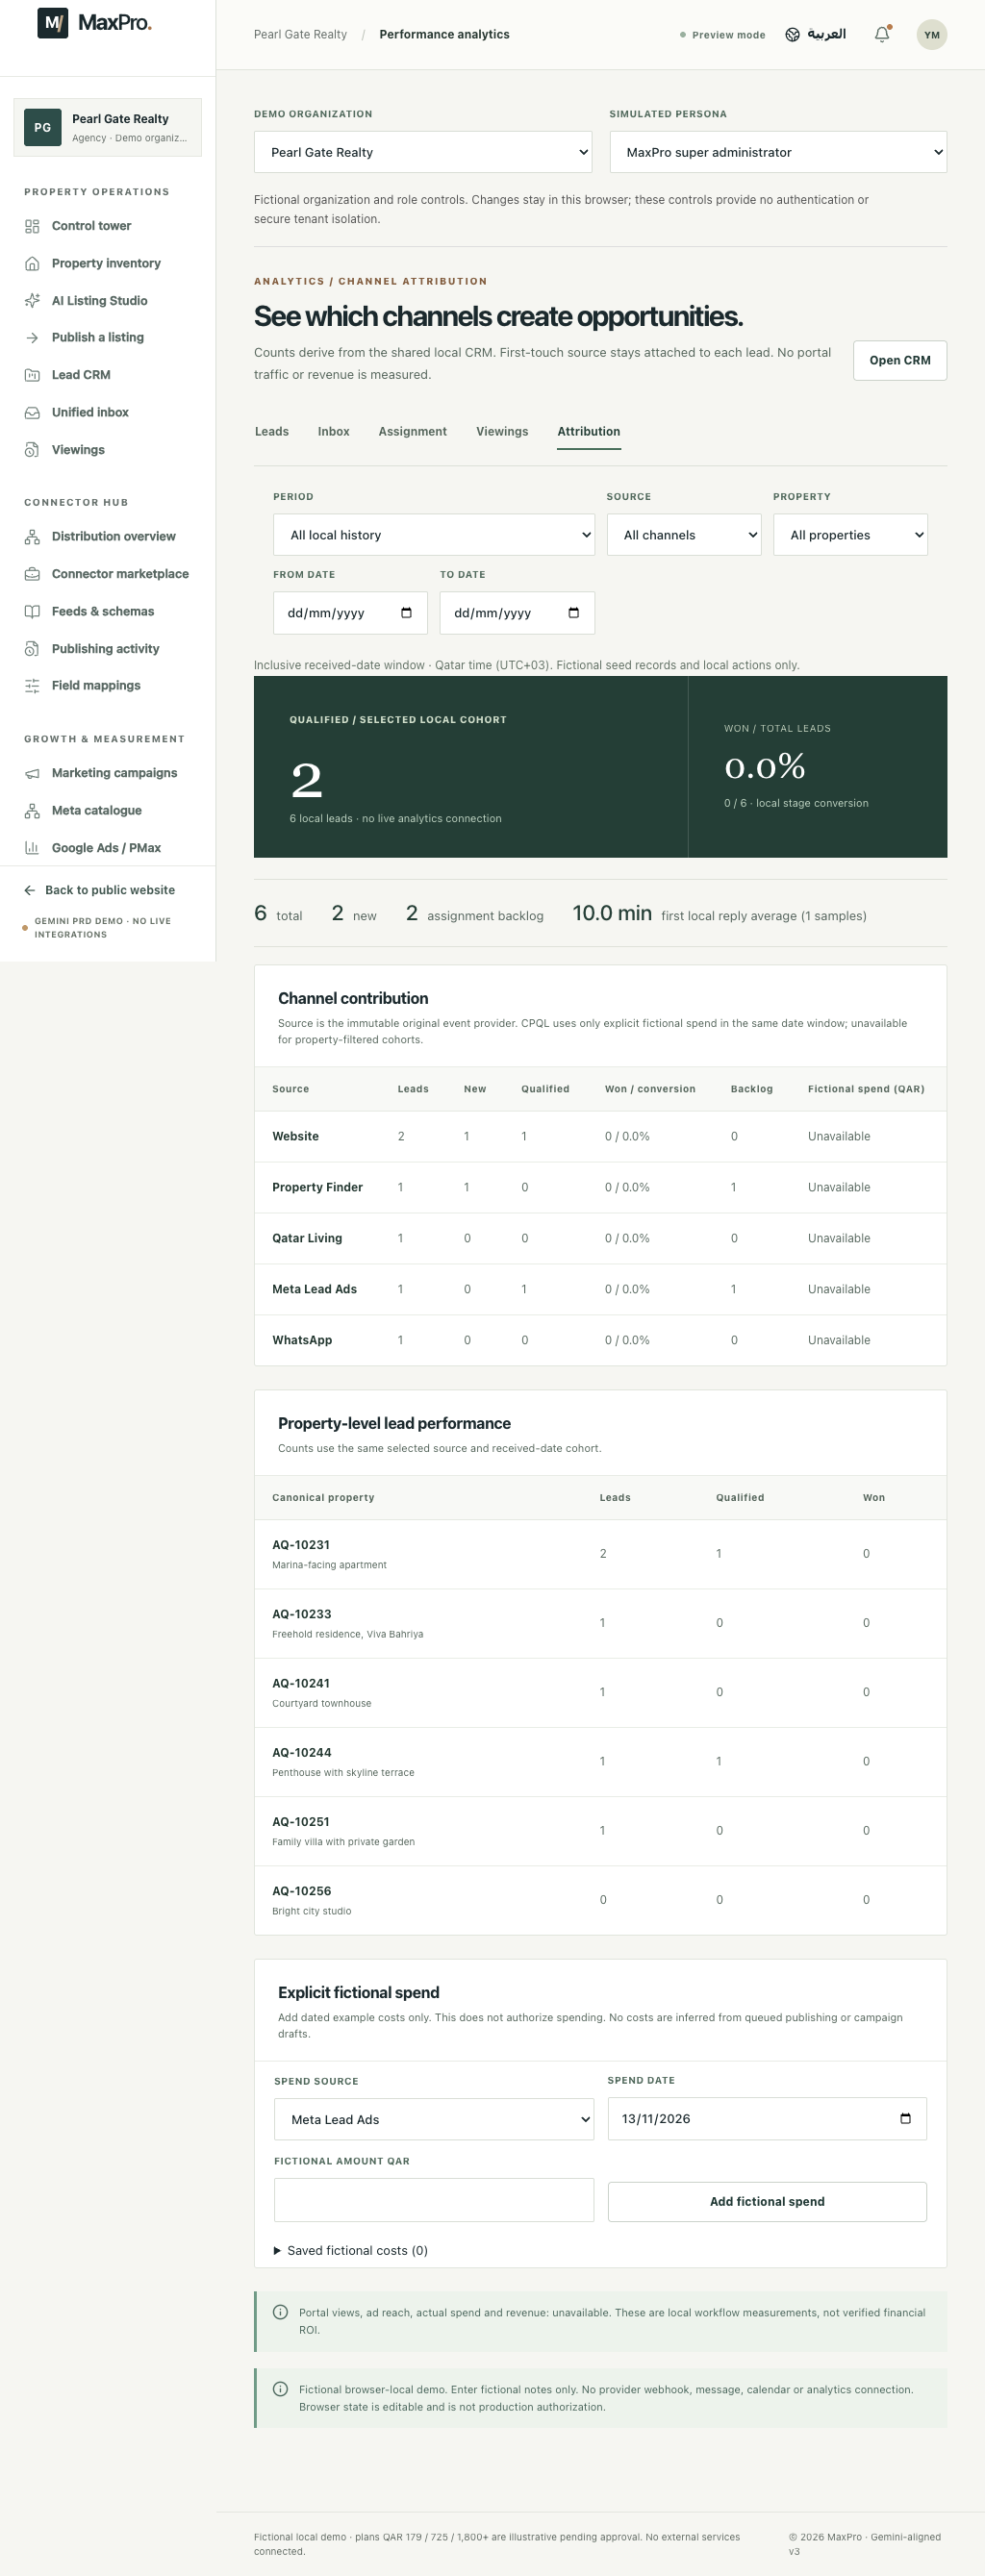 M/ MaxPro.
PG
Pearl Gate Realty
Agency · Demo organiz...
PROPERTY OPERATIONS
Control tower
Property inventory
AI Listing Studio
Publish a listing
Lead CRM
Unified inbox
Viewings
CONNECTOR HUB
Distribution overview
Connector marketplace
Feeds & schemas
Publishing activity
Field mappings
GROWTH & MEASUREMENT
Marketing campaigns
Meta catalogue
Google Ads / PMax
Back to public website
GEMINI PRD DEMO · NO LIVE
INTEGRATIONS
Pearl Gate Realty / Performance analytics
Preview mode
العربية
YM
DEMO ORGANIZATION
SIMULATED PERSONA
Pearl Gate Realty
MaxPro super administrator
Fictional organization and role controls. Changes stay in this browser; these controls provide no authentication or
secure tenant isolation.
ANALYTICS / CHANNEL ATTRIBUTION
See which channels create opportunities.
Counts derive from the shared local CRM. First-touch source stays attached to each lead. No portal
traffic or revenue is measured.
Open CRM
Leads Inbox Assignment Viewings Attribution
PERIOD SOURCE PROPERTY
All local history All channels All properties
FROM DATE TO DATE
dd/mm/yyyy dd/mm/yyyy
Inclusive received-date window · Qatar time (UTC+03). Fictional seed records and local actions only.
QUALIFIED / SELECTED LOCAL COHORT
2
6 local leads · no live analytics connection
WON / TOTAL LEADS
0.0%
0 / 6 · local stage conversion
6 total 2 new 2 assignment backlog 10.0 min first local reply average (1 samples)
Channel contribution
Source is the immutable original event provider. CPQL uses only explicit fictional spend in the same date window; unavailable
for property-filtered cohorts.
Source Leads New Qualified Won / conversion Backlog Fictional spend (QAR)
Website 2 1 1 0 / 0.0% 0 Unavailable
Property Finder 1 1 0 0 / 0.0% 1 Unavailable
Qatar Living 1 0 0 0 / 0.0% 0 Unavailable
Meta Lead Ads 1 0 1 0 / 0.0% 1 Unavailable
WhatsApp 1 0 0 0 / 0.0% 0 Unavailable
Property-level lead performance
Counts use the same selected source and received-date cohort.
Canonical property Leads Qualified Won
AQ-10231
Marina-facing apartment
2 1 0
AQ-10233
Freehold residence, Viva Bahriya
1 0 0
AQ-10241
Courtyard townhouse
1 0 0
AQ-10244
Penthouse with skyline terrace
1 1 0
AQ-10251
Family villa with private garden
1 0 0
AQ-10256
Bright city studio
0 0 0
Explicit fictional spend
Add dated example costs only. This does not authorize spending. No costs are inferred from queued publishing or campaign
drafts.
SPEND SOURCE SPEND DATE
Meta Lead Ads 13/11/2026
FICTIONAL AMOUNT QAR
Add fictional spend
Saved fictional costs (0)
Portal views, ad reach, actual spend and revenue: unavailable. These are local workflow measurements, not verified financial
ROI.
Fictional browser-local demo. Enter fictional notes only. No provider webhook, message, calendar or analytics connection.
Browser state is editable and is not production authorization.
Fictional local demo · plans QAR 179 / 725 / 1,800+ are illustrative pending approval. No external services
connected.
© 2026 MaxPro · Gemini-aligned
v3